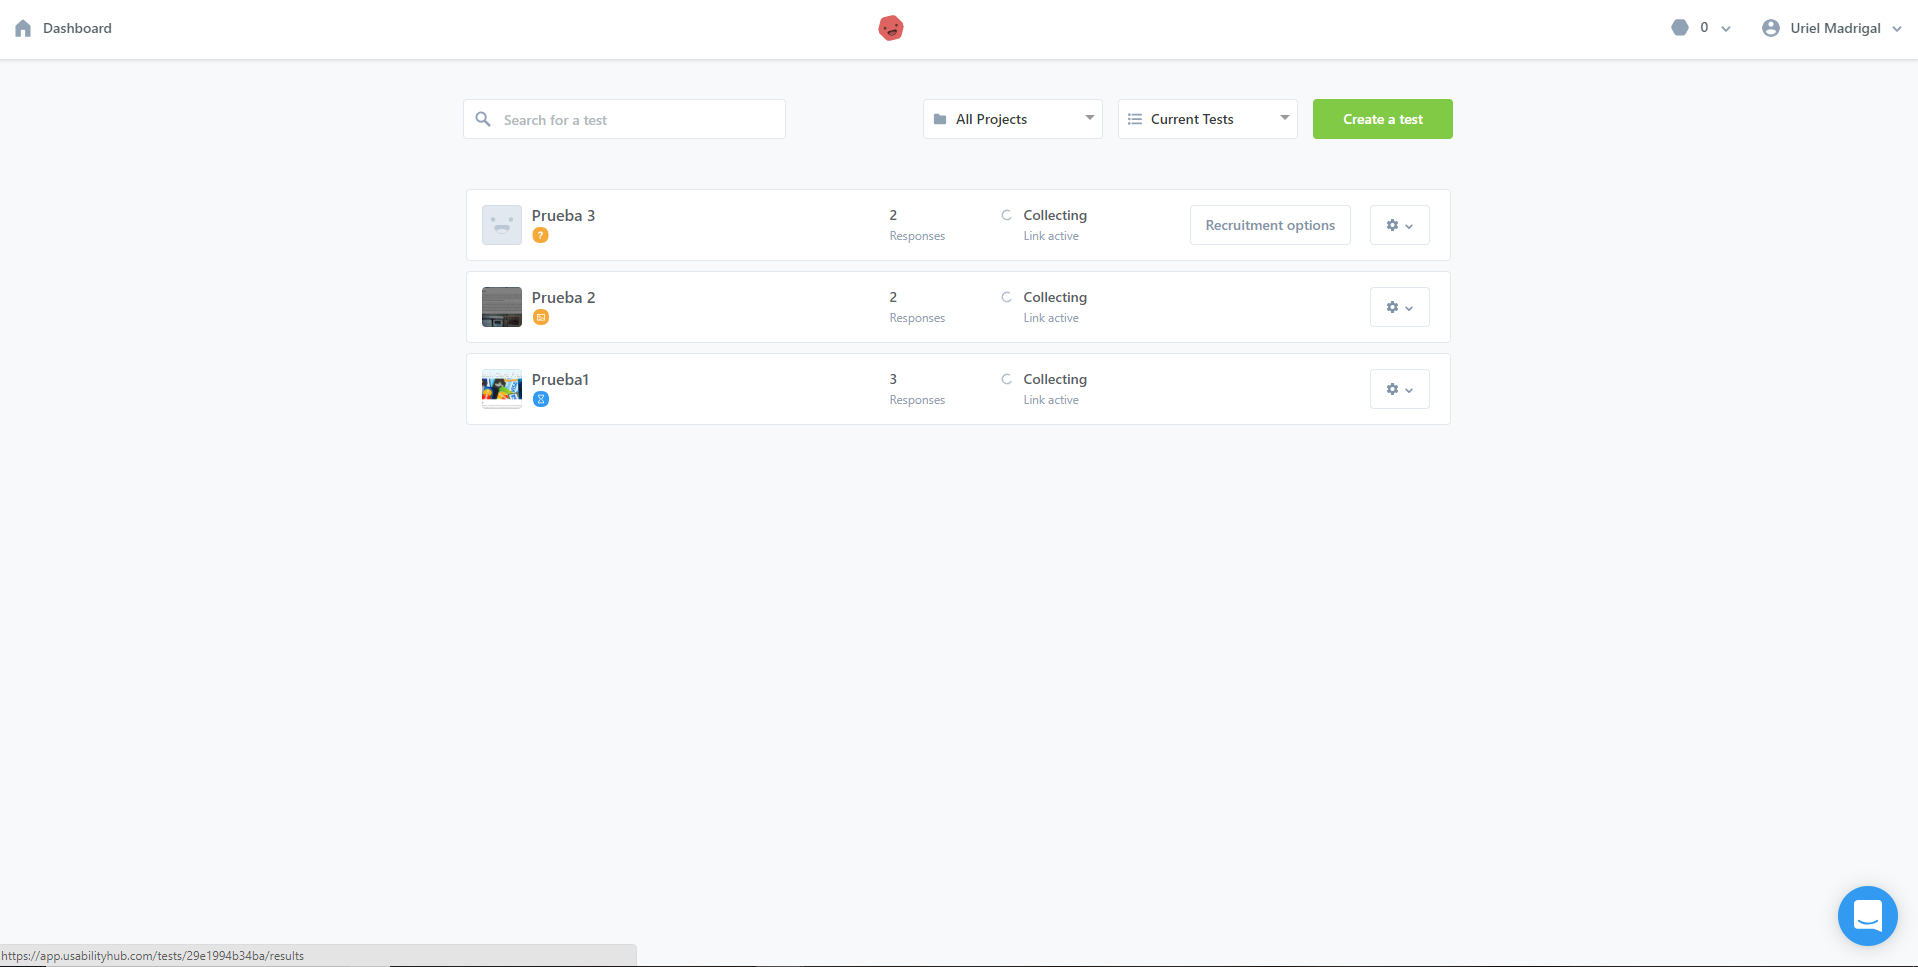 Dashboard
0
Uriel Madrigal
Search for a test
All Projects
Current Tests
Create a test
Prueba 3
?
2
Responses
Collecting
Link active
Recruitment options
Prueba 2
2
Responses
Collecting
Link active
Prueba1
3
Responses
Collecting
Link active
https://app.usabilityhub.com/tests/29e1994b34ba/results